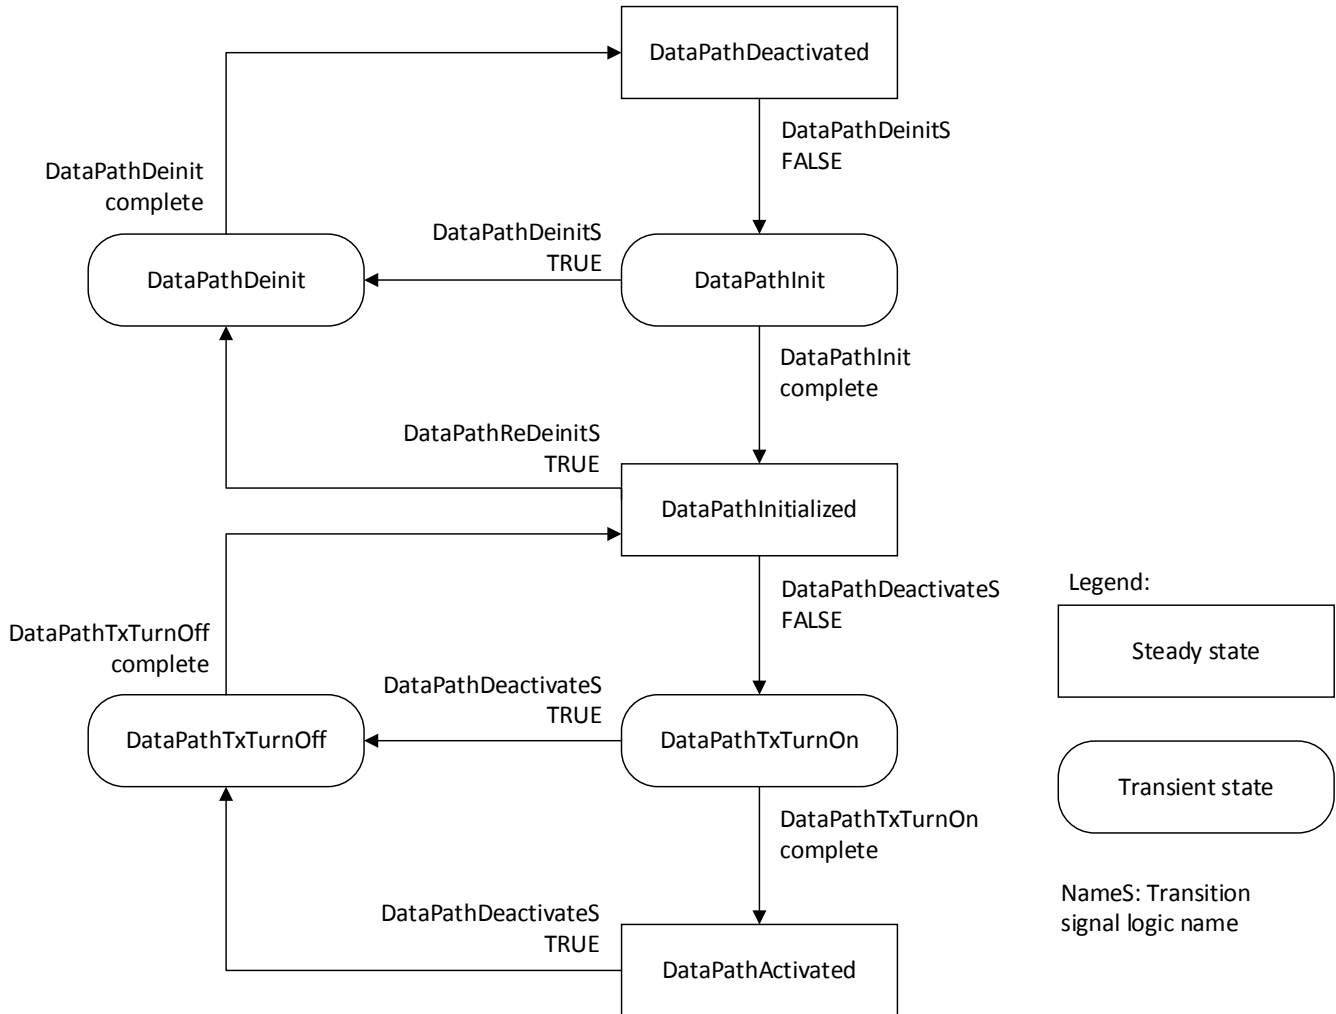 DataPathDeactivated
DataPathDeinitS
FALSE
DataPathDeinit
complete
DataPathDeinitS
TRUE
DataPathDeinit
DataPathInit
DataPathInit
complete
DataPathReDeinitS
TRUE
DataPathInitialized
DataPathDeactivateS
FALSE
Legend:
DataPathTxTurnOff
complete
Steady state
DataPathDeactivateS
TRUE
DataPathTxTurnOff
DataPathTxTurnOn
Transient state
DataPathTxTurnOn
complete
NameS: Transition
signal logic name
DataPathDeactivateS
TRUE
DataPathActivated